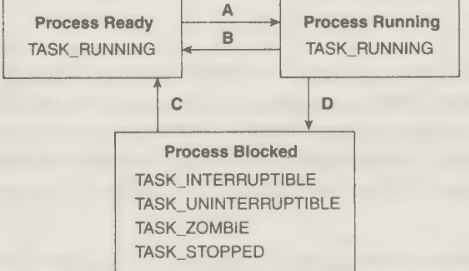 Process Ready
TASK_RUNNING
A
B
Process Running
TASK_RUNNING
C
D
Process Blocked
TASK_INTERRUPTIBLE
TASK_UNINTERRUPTIBLE
TASK_ZOMBIE
TASK_STOPPED